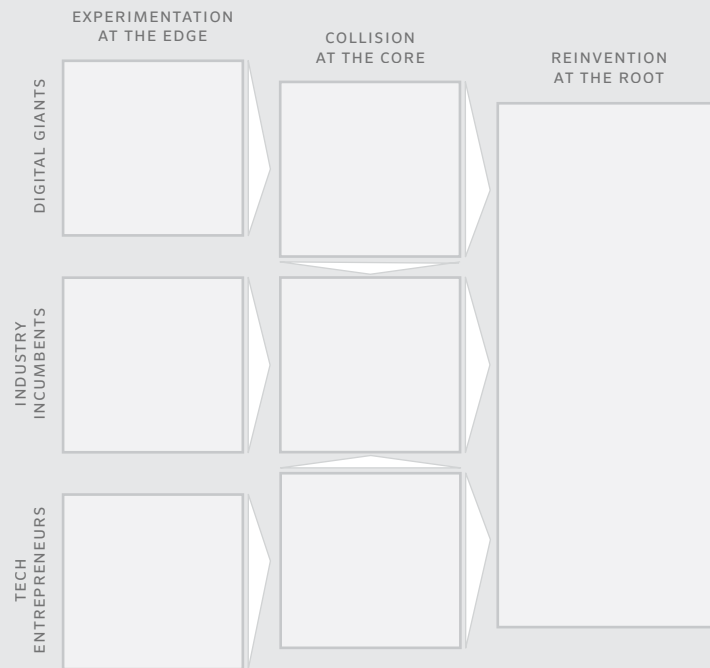 EXPERIMENTATION
AT THE EDGE
COLLISION
AT THE CORE
REINVENTION
AT THE ROOT
DIGITAL GIANTS
INDUSTRY
INCUMBENTS
TECH
ENTREPRENEURS